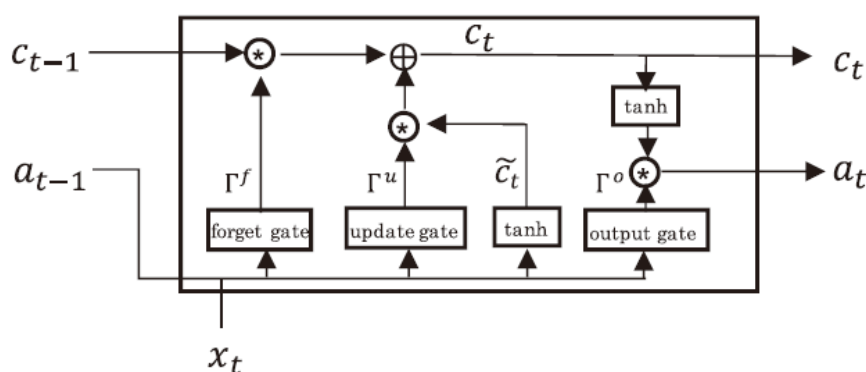 c_{t-1} * ⊕ c_t c_t
tanh
*
a_{t-1} Γ^f Γ^u c̃_t Γ^o * a_t
forget gate update gate tanh output gate
x_t